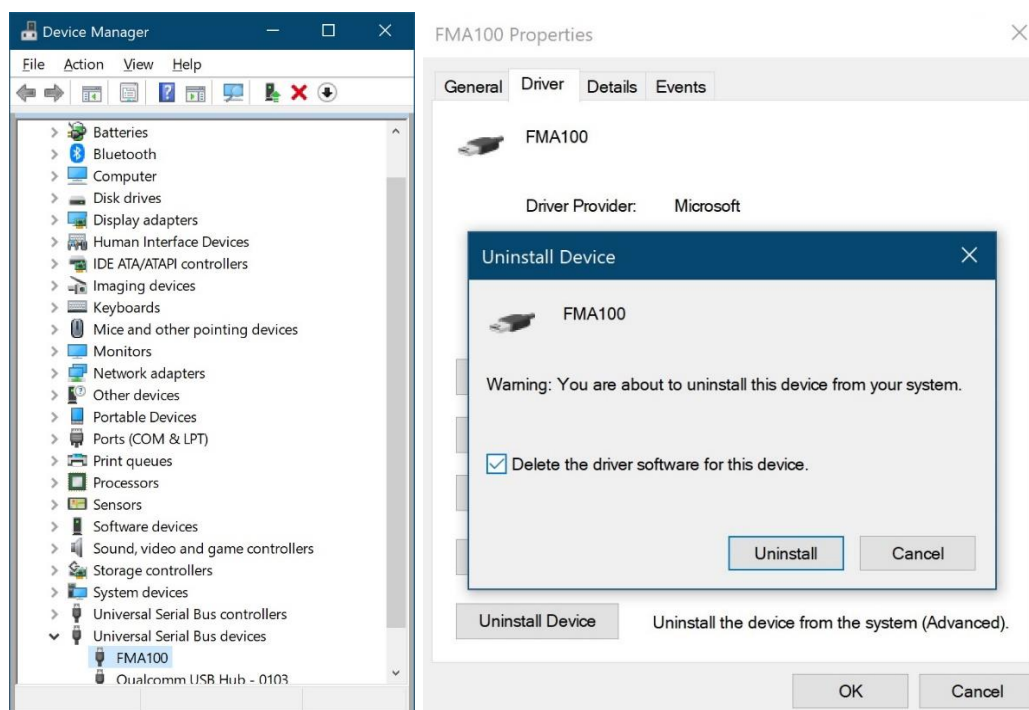 Device Manager
File Action View Help
Batteries
Bluetooth
Computer
Disk drives
Display adapters
Human Interface Devices
IDE ATA/ATAPI controllers
Imaging devices
Keyboards
Mice and other pointing devices
Monitors
Network adapters
Other devices
Portable Devices
Ports (COM & LPT)
Print queues
Processors
Sensors
Software devices
Sound, video and game controllers
Storage controllers
System devices
Universal Serial Bus controllers
Universal Serial Bus devices
FMA100
Qualcomm USB Hub - 0103
FMA100 Properties
General Driver Details Events
FMA100
Driver Provider: Microsoft
Uninstall Device
FMA100
Warning: You are about to uninstall this device from your system.
Delete the driver software for this device.
Uninstall Cancel
Uninstall Device Uninstall the device from the system (Advanced).
OK Cancel